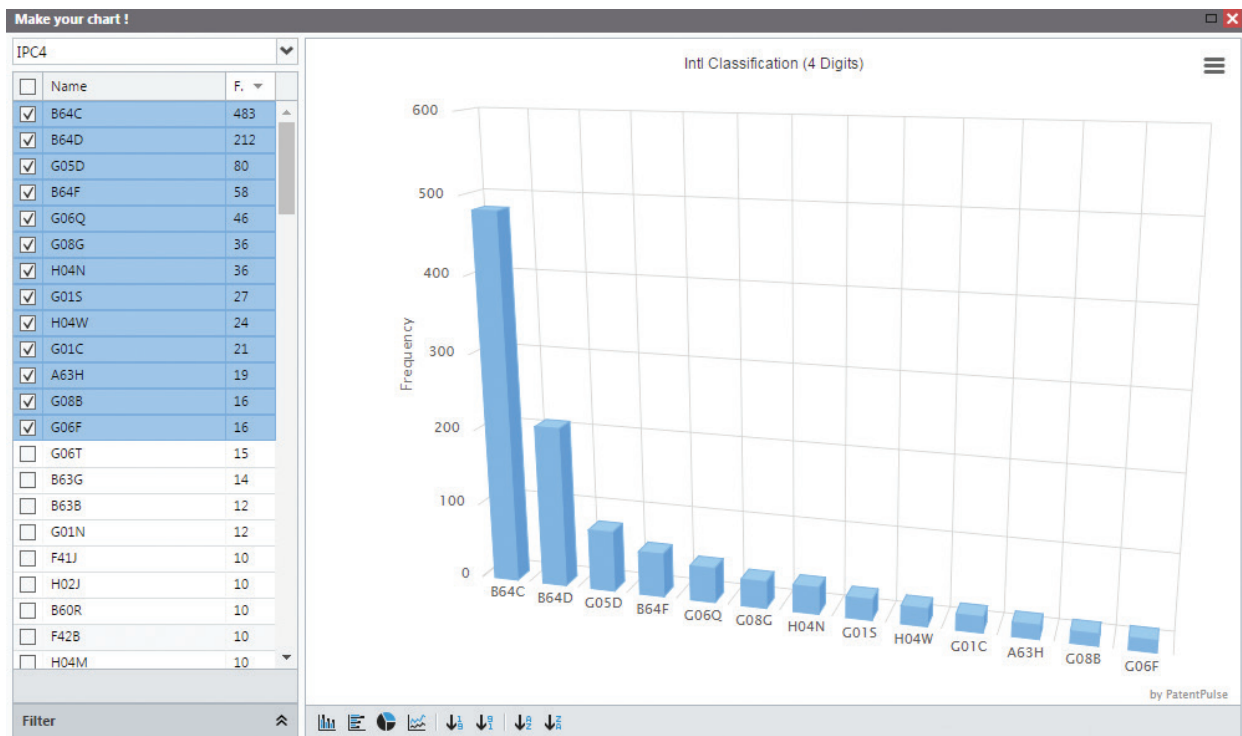 Make your chart !
IPC4
Name F.
B64C 483
B64D 212
G05D 80
B64F 58
G06Q 46
G08G 36
H04N 36
G01S 27
H04W 24
G01C 21
A63H 19
G08B 16
G06F 16
G06T 15
B63G 14
B63B 12
G01N 12
F41J 10
H02J 10
B60R 10
F42B 10
H04M 10
Filter
Intl Classification (4 Digits)
Frequency
600
500
400
300
200
100
0
B64C B64D G05D B64F G06Q G08G H04N G01S H04W G01C A63H G08B G06F
by PatentPulse
1 9 9 1 A Z Z A